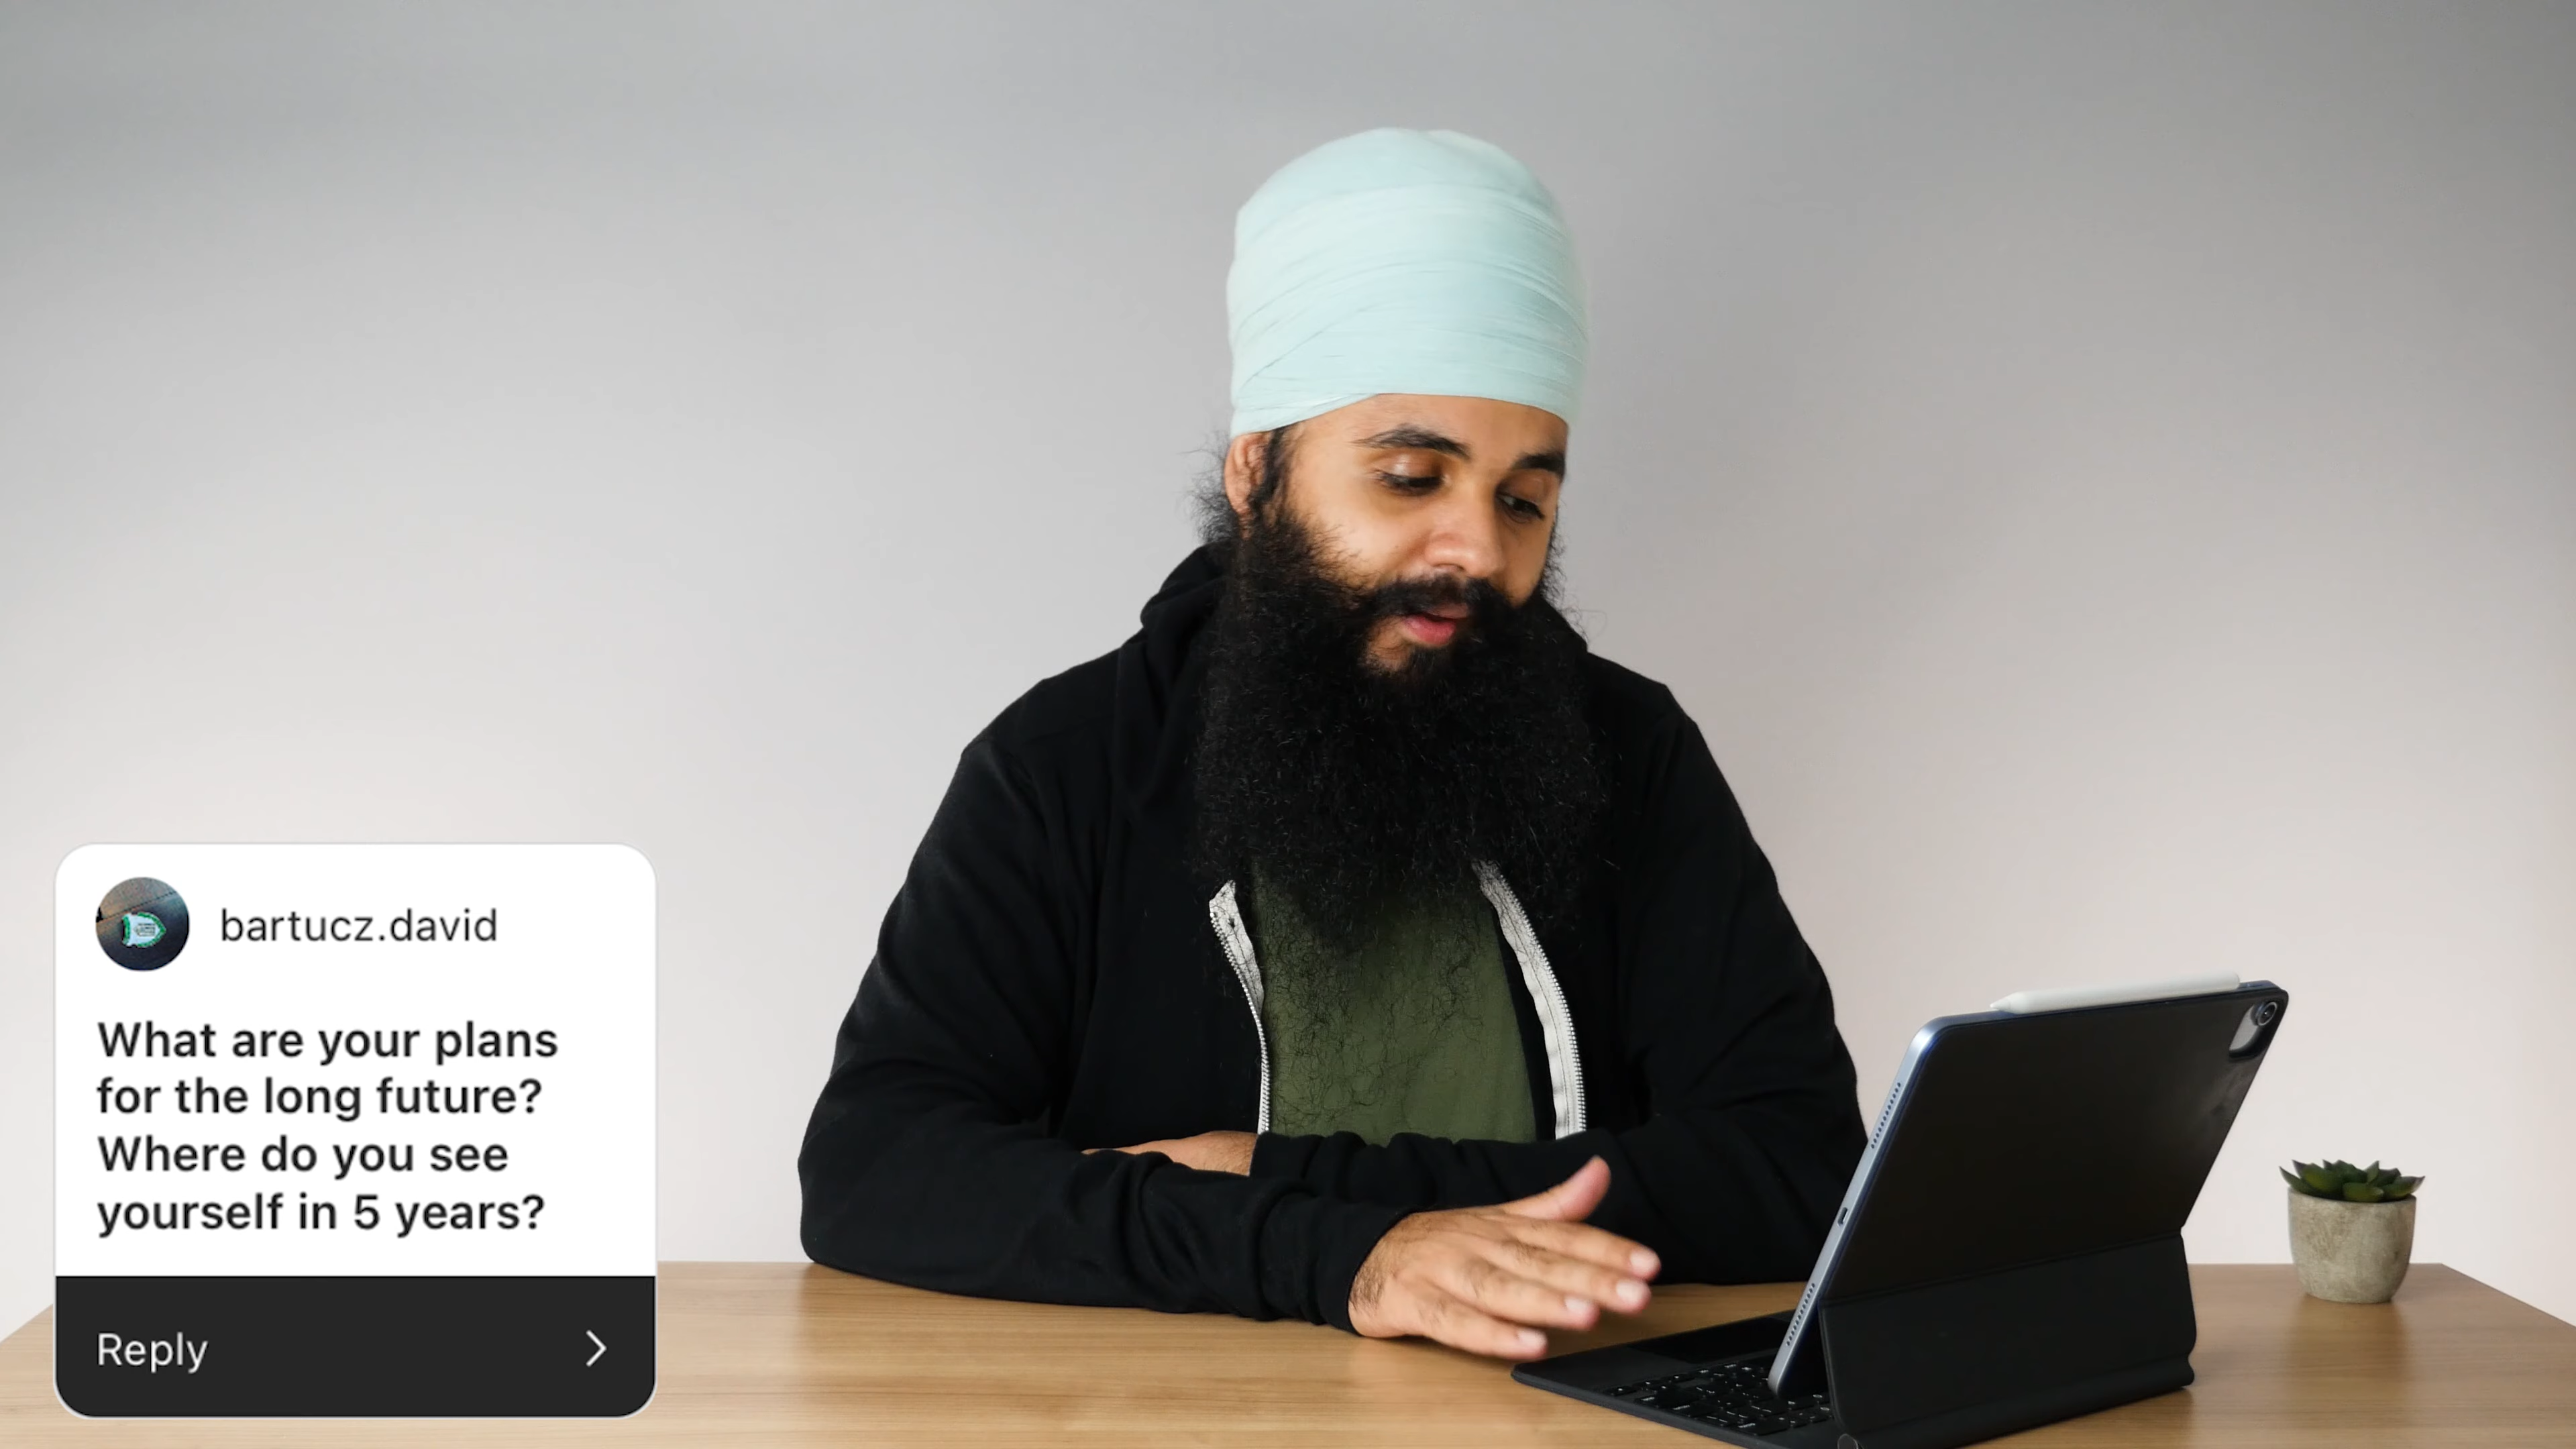 bartucz.david
What are your plans
for the long future?
Where do you see
yourself in 5 years?
Reply